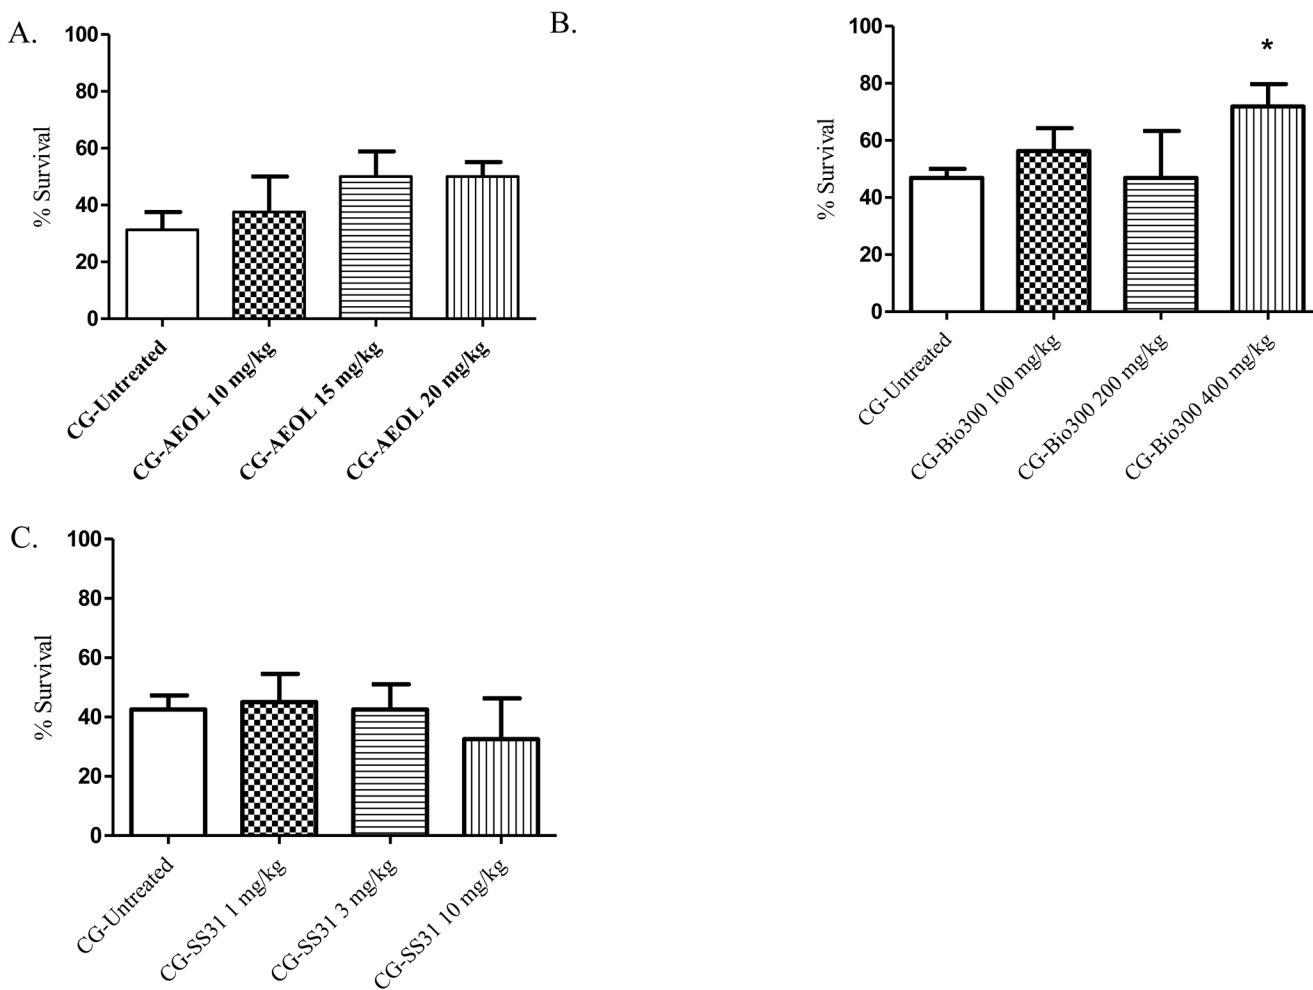 A.
100
80
60
40
20
0
% Survival
CG-Untreated
CG-AEOL 10 mg/kg
CG-AEOL 15 mg/kg
CG-AEOL 20 mg/kg
B.
100
80
60
40
20
0
% Survival
*
CG-Untreated
CG-Bio300 100 mg/kg
CG-Bio300 200 mg/kg
CG-Bio300 400 mg/kg
C.
100
80
60
40
20
0
% Survival
CG-Untreated
CG-SS31 1 mg/kg
CG-SS31 3 mg/kg
CG-SS31 10 mg/kg